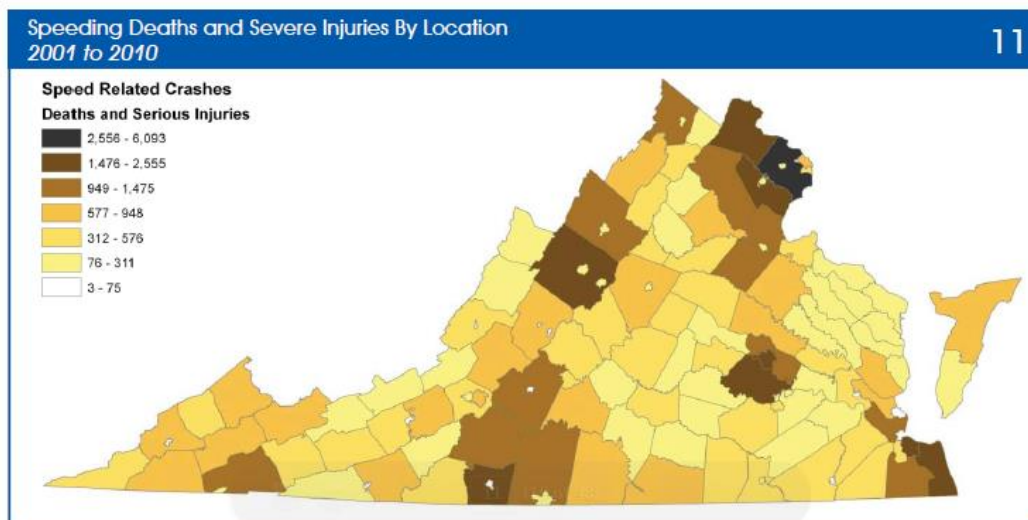 Speeding Deaths and Severe Injuries By Location
2001 to 2010
11
Speed Related Crashes
Deaths and Serious Injuries
2,556 - 6,093
1,476 - 2,555
949 - 1,475
577 - 948
312 - 576
76 - 311
3 - 75